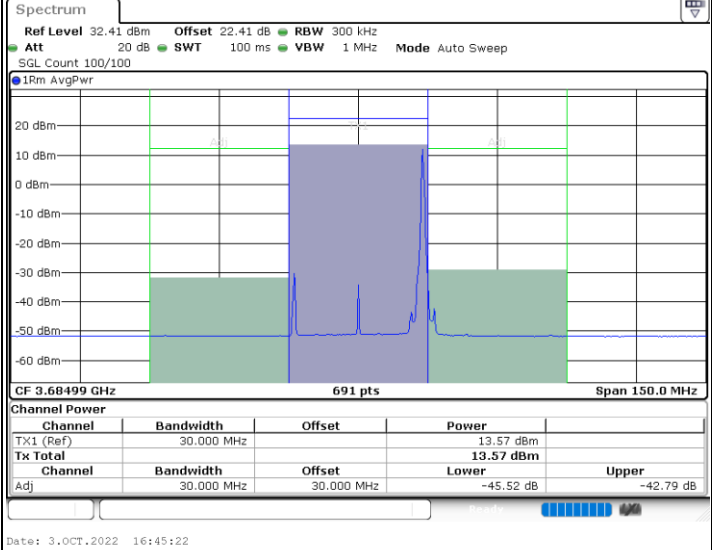 Spectrum
Ref Level 32.41 dBm Offset 22.41 dB RBW 300 kHz
Att 20 dB SWT 100 ms VBW 1 MHz Mode Auto Sweep
SGL Count 100/100
1Rm AvgPwr
20 dBm
Adj Adj
10 dBm
0 dBm
-10 dBm
-20 dBm
-30 dBm
-40 dBm
-50 dBm
-60 dBm
CF 3.68499 GHz 691 pts Span 150.0 MHz
Channel Power
Channel Bandwidth Offset Power
TX1 (Ref) 30.000 MHz 13.57 dBm
Tx Total 13.57 dBm
Channel Bandwidth Offset Lower Upper
Adj 30.000 MHz 30.000 MHz -45.52 dB -42.79 dB
Ready
Date: 3.OCT.2022 16:45:22